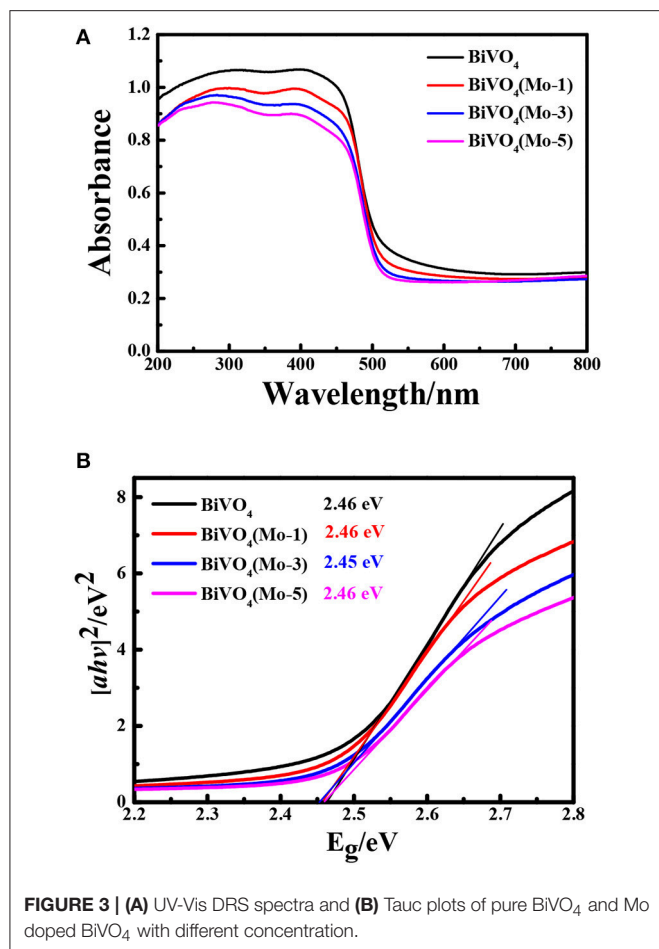 A
BiVO₄
BiVO₄(Mo-1)
BiVO₄(Mo-3)
BiVO₄(Mo-5)
Absorbance
1.2
1.0
0.8
0.6
0.4
0.2
0.0
200 300 400 500 600 700 800
Wavelength/nm
B
BiVO₄ 2.46 eV
BiVO₄(Mo-1) 2.46 eV
BiVO₄(Mo-3) 2.45 eV
BiVO₄(Mo-5) 2.46 eV
[ahv]²/eV²
8
6
4
2
0
2.2 2.3 2.4 2.5 2.6 2.7 2.8
Eg/eV
FIGURE 3 | (A) UV-Vis DRS spectra and (B) Tauc plots of pure BiVO₄ and Mo
doped BiVO₄ with different concentration.